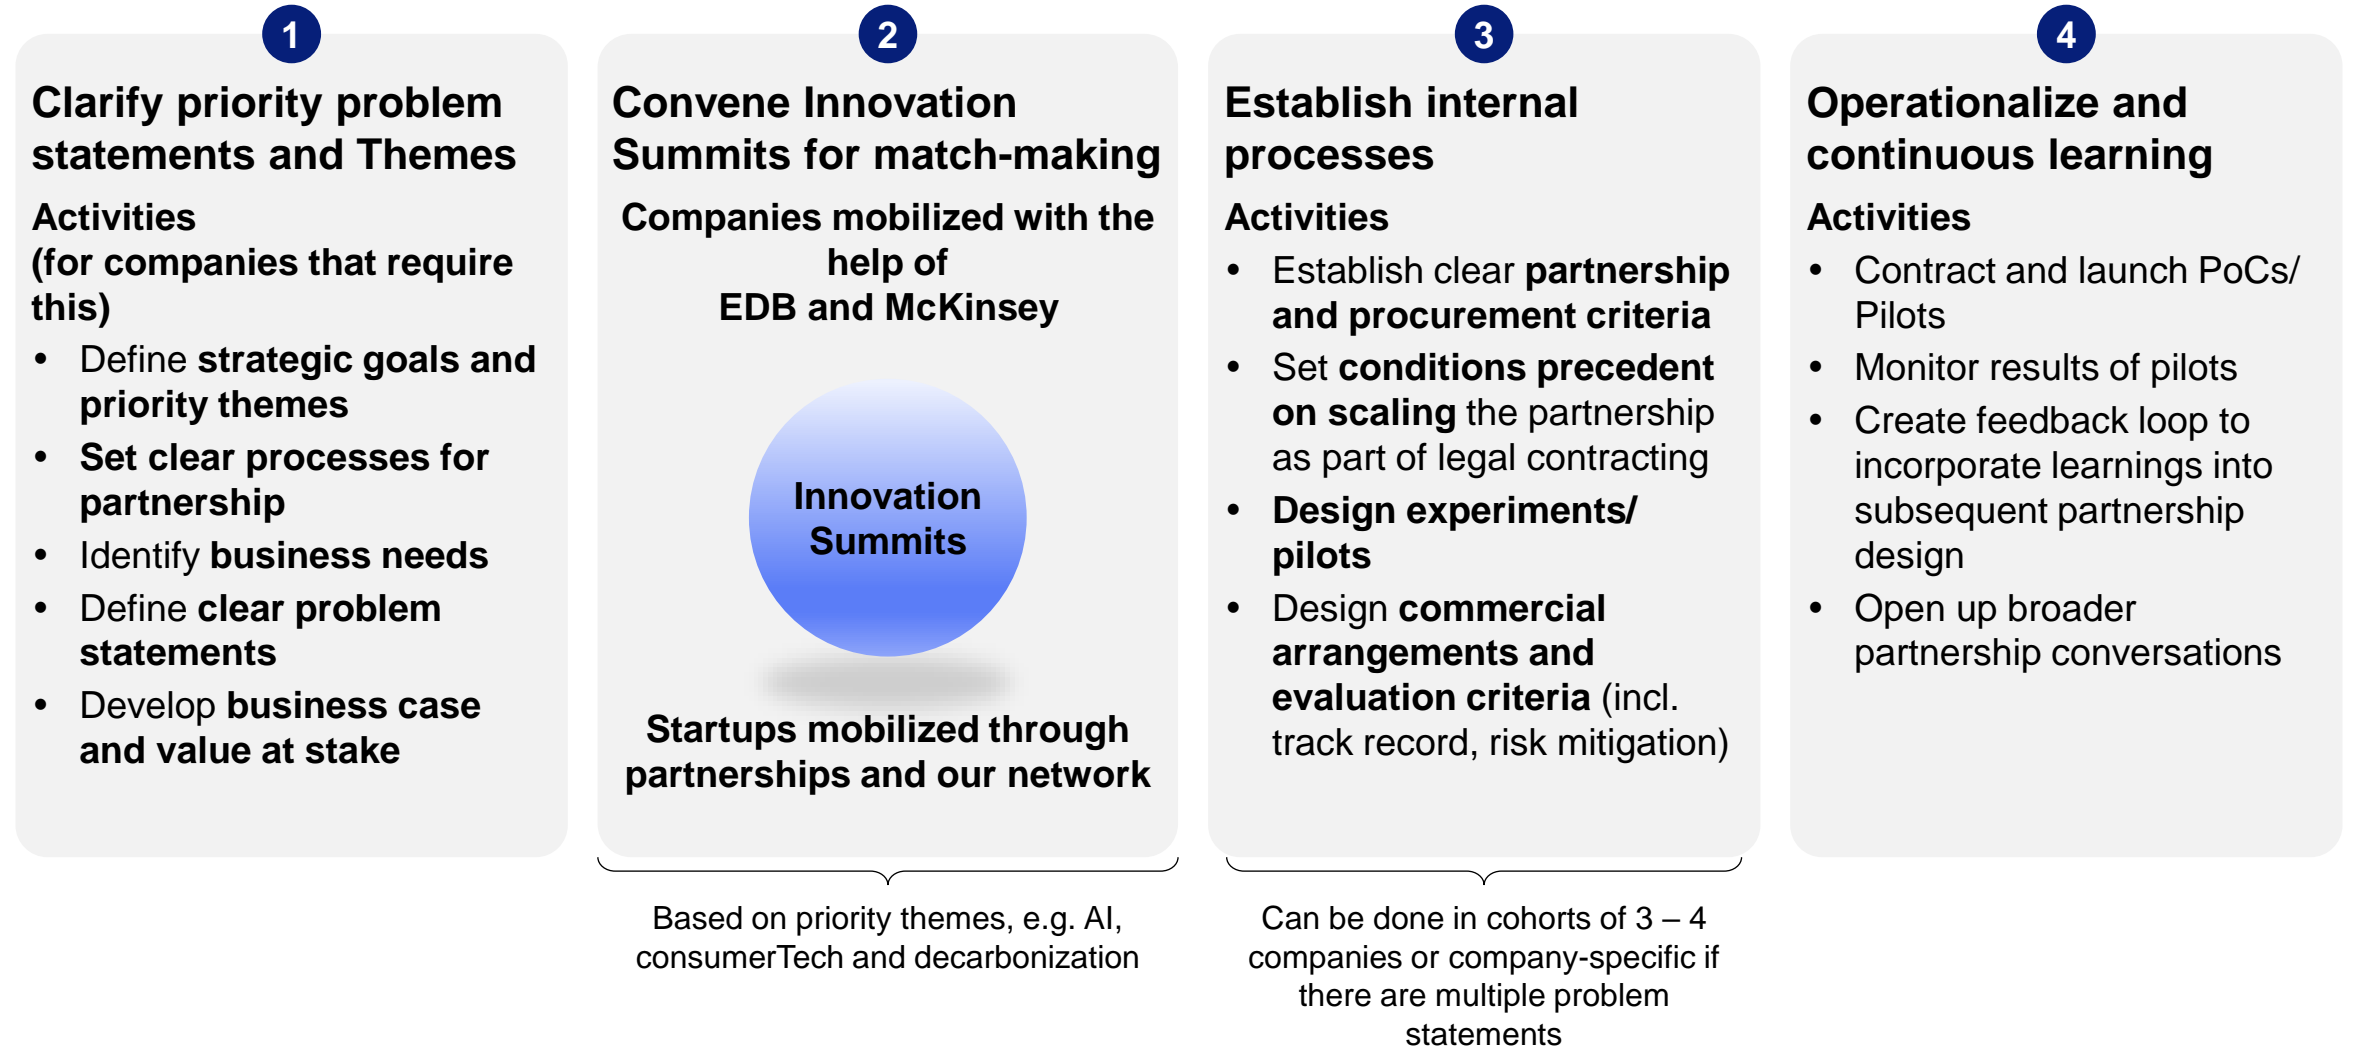 1
Clarify priority problem
statements and Themes
Activities
(for companies that require
this)
• Define strategic goals and
priority themes
• Set clear processes for
partnership
• Identify business needs
• Define clear problem
statements
• Develop business case
and value at stake
2
Convene Innovation
Summits for match-making
Companies mobilized with the
help of
EDB and McKinsey
Innovation
Summits
Startups mobilized through
partnerships and our network
Based on priority themes, e.g. AI,
consumerTech and decarbonization
3
Establish internal
processes
Activities
• Establish clear partnership
and procurement criteria
• Set conditions precedent
on scaling the partnership
as part of legal contracting
• Design experiments/
pilots
• Design commercial
arrangements and
evaluation criteria (incl.
track record, risk mitigation)
Can be done in cohorts of 3 – 4
companies or company-specific if
there are multiple problem
statements
4
Operationalize and
continuous learning
Activities
• Contract and launch PoCs/
Pilots
• Monitor results of pilots
• Create feedback loop to
incorporate learnings into
subsequent partnership
design
• Open up broader
partnership conversations